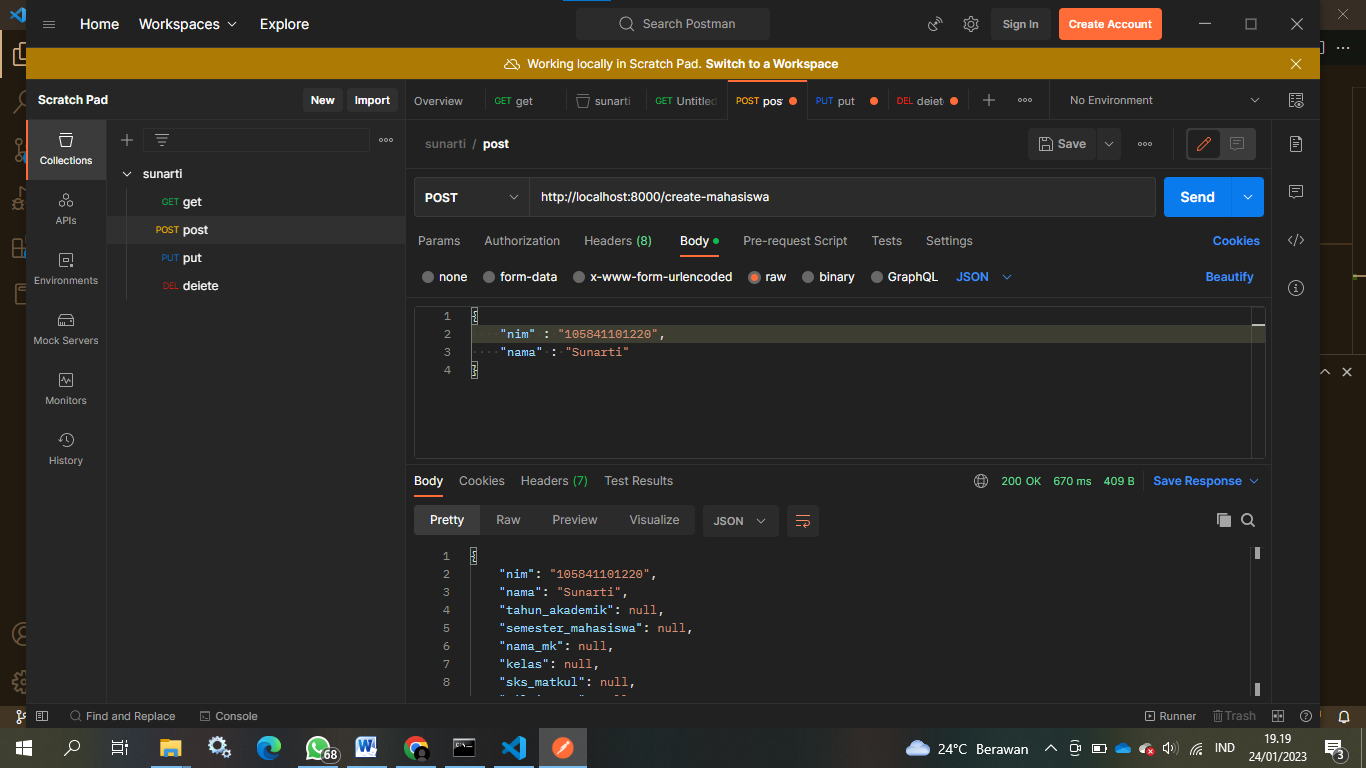 Home Workspaces Explore Search Postman Sign In Create Account
Working locally in Scratch Pad. Switch to a Workspace
Scratch Pad New Import
Overview GET get sunarti GET Untitled POST pos PUT put DEL deiete No Environment
sunarti / post Save
Collections
APIs
Environments
Mock Servers
Monitors
History
sunarti
GET get
POST post
PUT put
DEL deiete
POST http://localhost:8000/create-mahasiswa Send
Params Authorization Headers (8) Body Pre-request Script Tests Settings Cookies
none form-data x-www-form-urlencoded raw binary GraphQL JSON Beautify
1 {
2 "nim" : "105841101220",
3 "nama" : "Sunarti"
4 }
Body Cookies Headers (7) Test Results 200 OK 670 ms 409 B Save Response
Pretty Raw Preview Visualize JSON
1 {
2 "nim": "105841101220",
3 "nama": "Sunarti",
4 "tahun_akademik": null,
5 "semester_mahasiswa": null,
6 "nama_mk": null,
7 "kelas": null,
8 "sks_matkul": null,
Find and Replace Console Runner Trash
68 24°C Berawan IND 19.19
24/01/2023 3